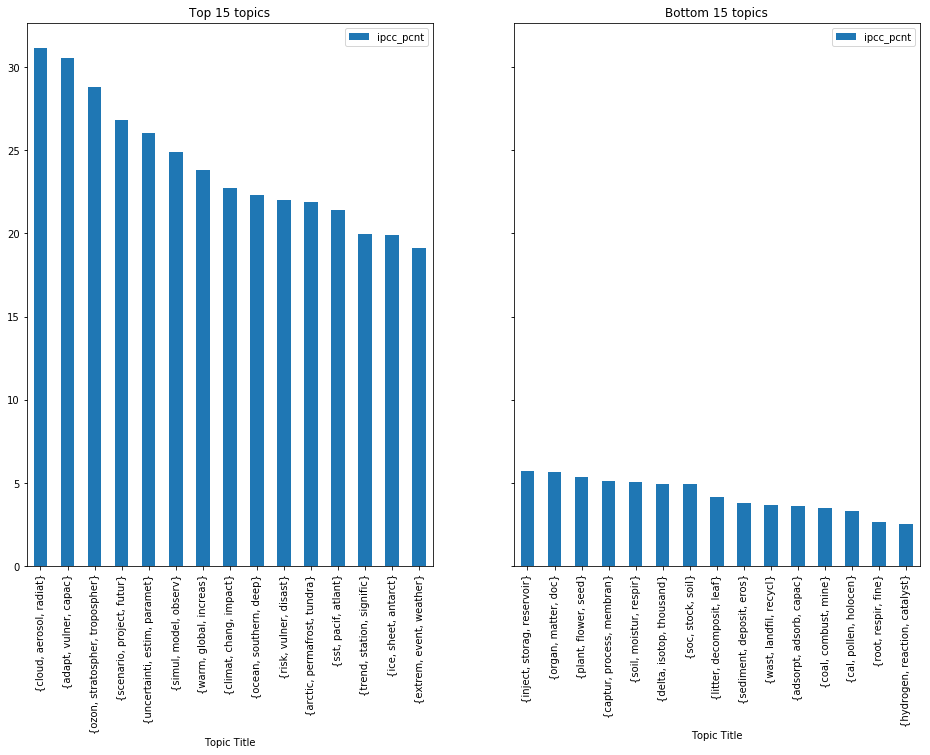 Top 15 topics
ipcc_pcnt
30
25
20
15
10
5
0
{cloud, aerosol, radiat}
{adapt, vulner, capac}
{ozon, stratospher, tropospher}
{scenario, project, futur}
{uncertainti, estim, paramet}
{simul, model, observ}
{warm, global, increas}
{climat, chang, impact}
{ocean, southern, deep}
{risk, vulner, disast}
{arctic, permafrost, tundra}
{sst, pacif, atlant}
{trend, station, signific}
{ice, sheet, antarct}
{extrem, event, weather}
Topic Title
Bottom 15 topics
ipcc_pcnt
{inject, storag, reservoir}
{organ, matter, doc}
{plant, flower, seed}
{captur, process, membran}
{soil, moistur, respir}
{delta, isotop, thousand}
{soc, stock, soil}
{litter, decomposit, leaf}
{sediment, deposit, eros}
{wast, landfil, recycl}
{adsorpt, adsorb, capac}
{coal, combust, mine}
{cal, pollen, holocen}
{root, respir, fine}
{hydrogen, reaction, catalyst}
Topic Title